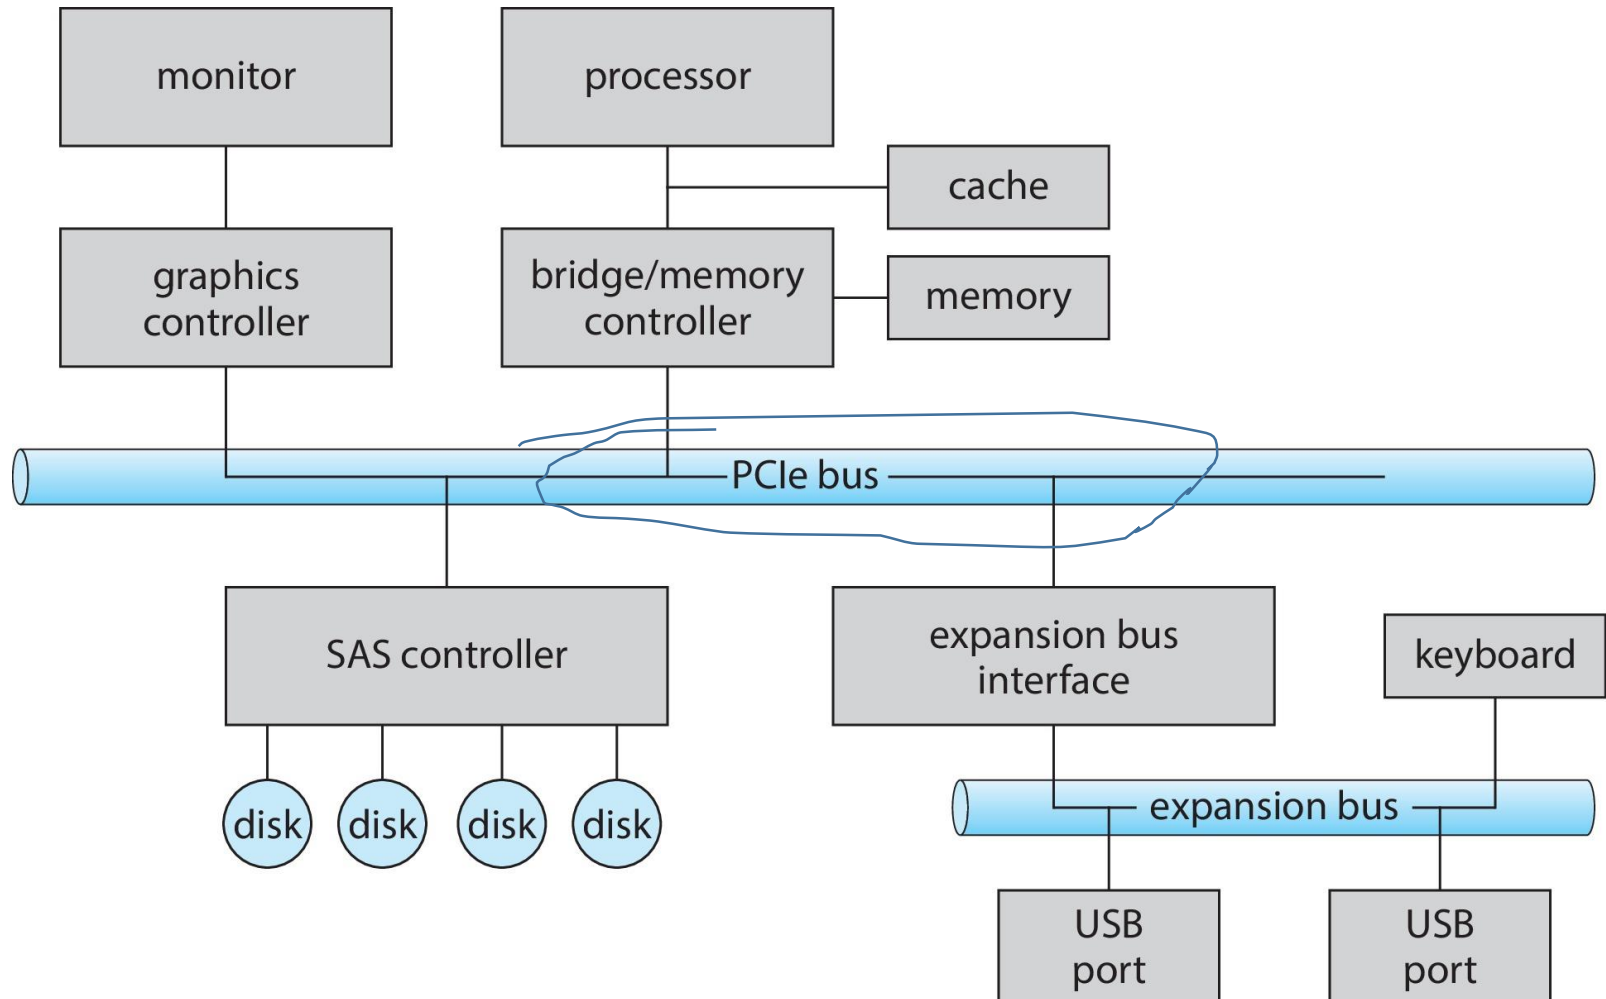 monitor
processor
cache
graphics
controller
bridge/memory
controller
memory
PCIe bus
SAS controller
expansion bus
interface
keyboard
disk
disk
disk
disk
expansion bus
USB
port
USB
port